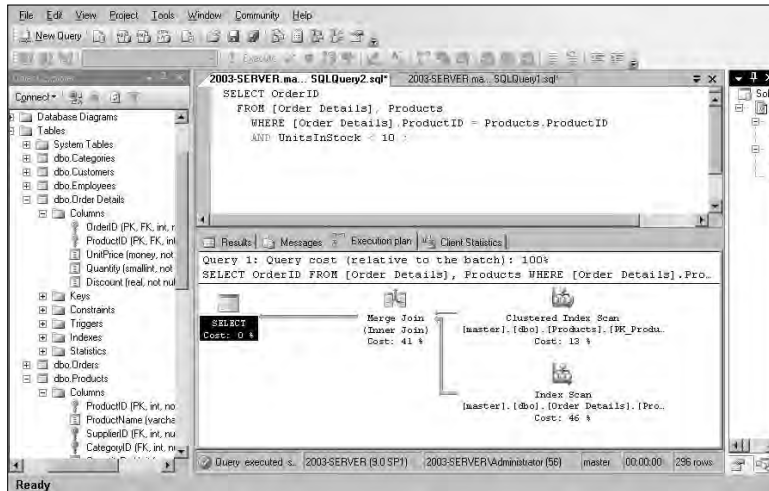 File Edit View Project Tools Window Community Help
New Query
Execute
Connect
2003-SERVER.ma... SQLQuery2.sql*
2003-SERVER.ma... SQLQuery1.sql*
Database Diagrams
Tables
System Tables
dbo.Categories
dbo.Customers
dbo.Employees
dbo.Order Details
Columns
OrderID (PK, FK, int, r
ProductID (PK, FK, int
UnitPrice (money, not
Quantity (smallint, not
Discount (real, not nul
Keys
Constraints
Triggers
Indexes
Statistics
dbo.Orders
dbo.Products
Columns
ProductID (PK, int, no
ProductName (varcha
SupplierID (FK, int, nu
CategoryID (FK, int, n
SELECT OrderID
FROM [Order Details], Products
WHERE [Order Details].ProductID = Products.ProductID
AND UnitsInStock < 10 ;
Sol
Results Messages Execution plan Client Statistics
Query 1: Query cost (relative to the batch): 100%
SELECT OrderID FROM [Order Details], Products WHERE [Order Details].Pro…
SELECT
Cost: 0 %
Merge Join
(Inner Join)
Cost: 41 %
Clustered Index Scan
[master].[dbo].[Products].[PK_Produ…
Cost: 13 %
Index Scan
[master].[dbo].[Order Details].[Pro…
Cost: 46 %
Query executed s.. 2003-SERVER (9.0 SP1) 2003-SERVER\Administrator (56) master 00:00:00 296 rows
Ready